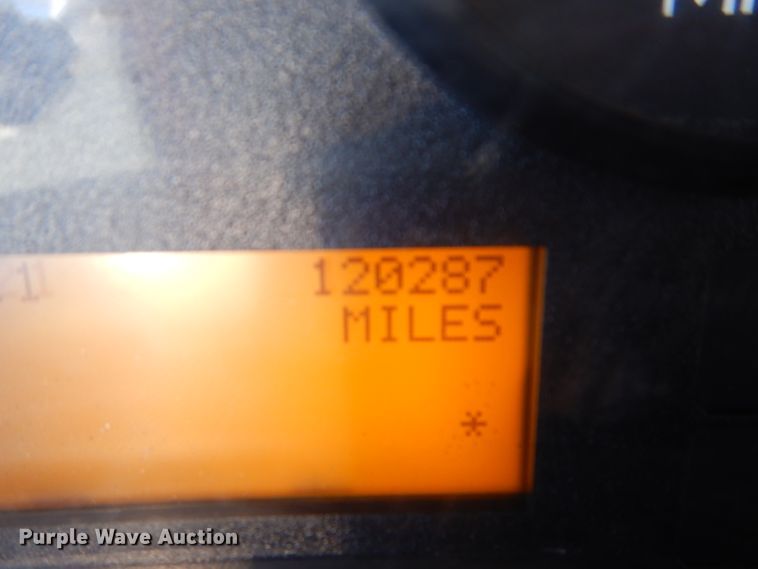 120287
MILES
*
Purple Wave Auction